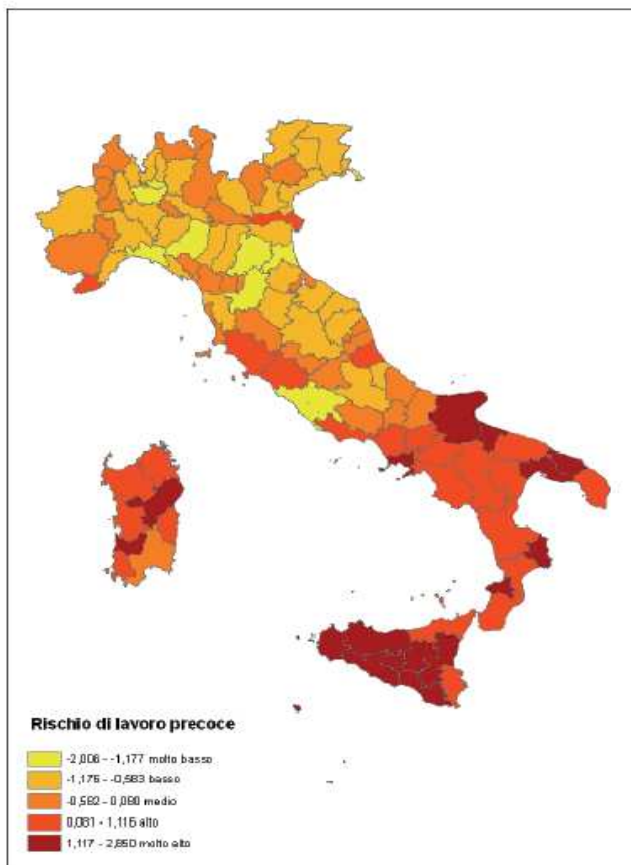 Rischio di lavoro precoce
-2,006 - -1,177 molto basso
-1,176 - -0,583 basso
-0,582 - 0,080 medio
0,081 - 1,116 alto
1,117 - 2,850 molto alto